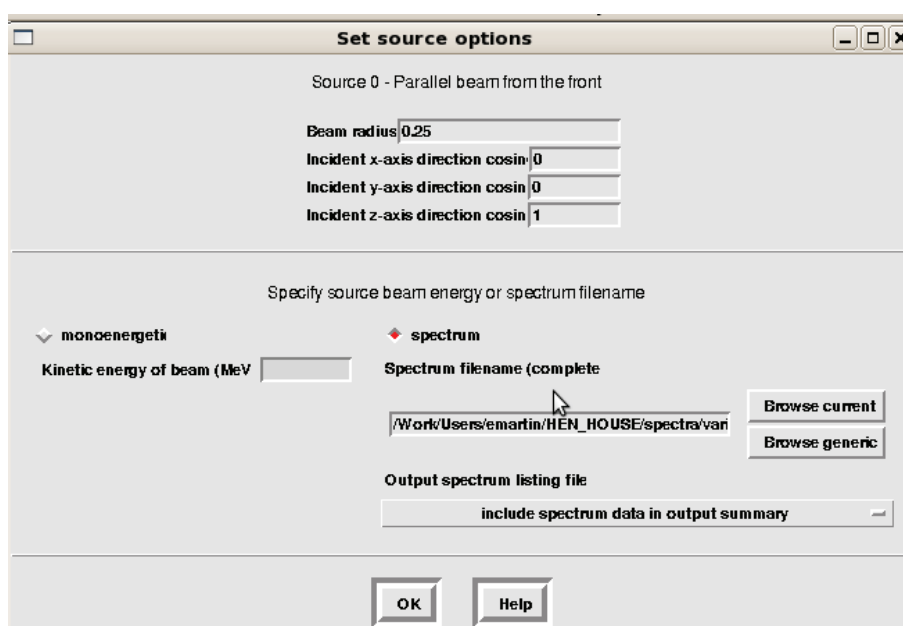 Set source options
Source 0 - Parallel beam from the front
Beam radius 0.25
Incident x-axis direction cosin 0
Incident y-axis direction cosin 0
Incident z-axis direction cosin 1
Specify source beam energy or spectrum filename
monoenergetic spectrum
Kinetic energy of beam (MeV Spectrum filename (complete
Browse current
/Work/Users/emartin/HEN_HOUSE/spectra/vari
Browse generic
Output spectrum listing file
include spectrum data in output summary
OK Help